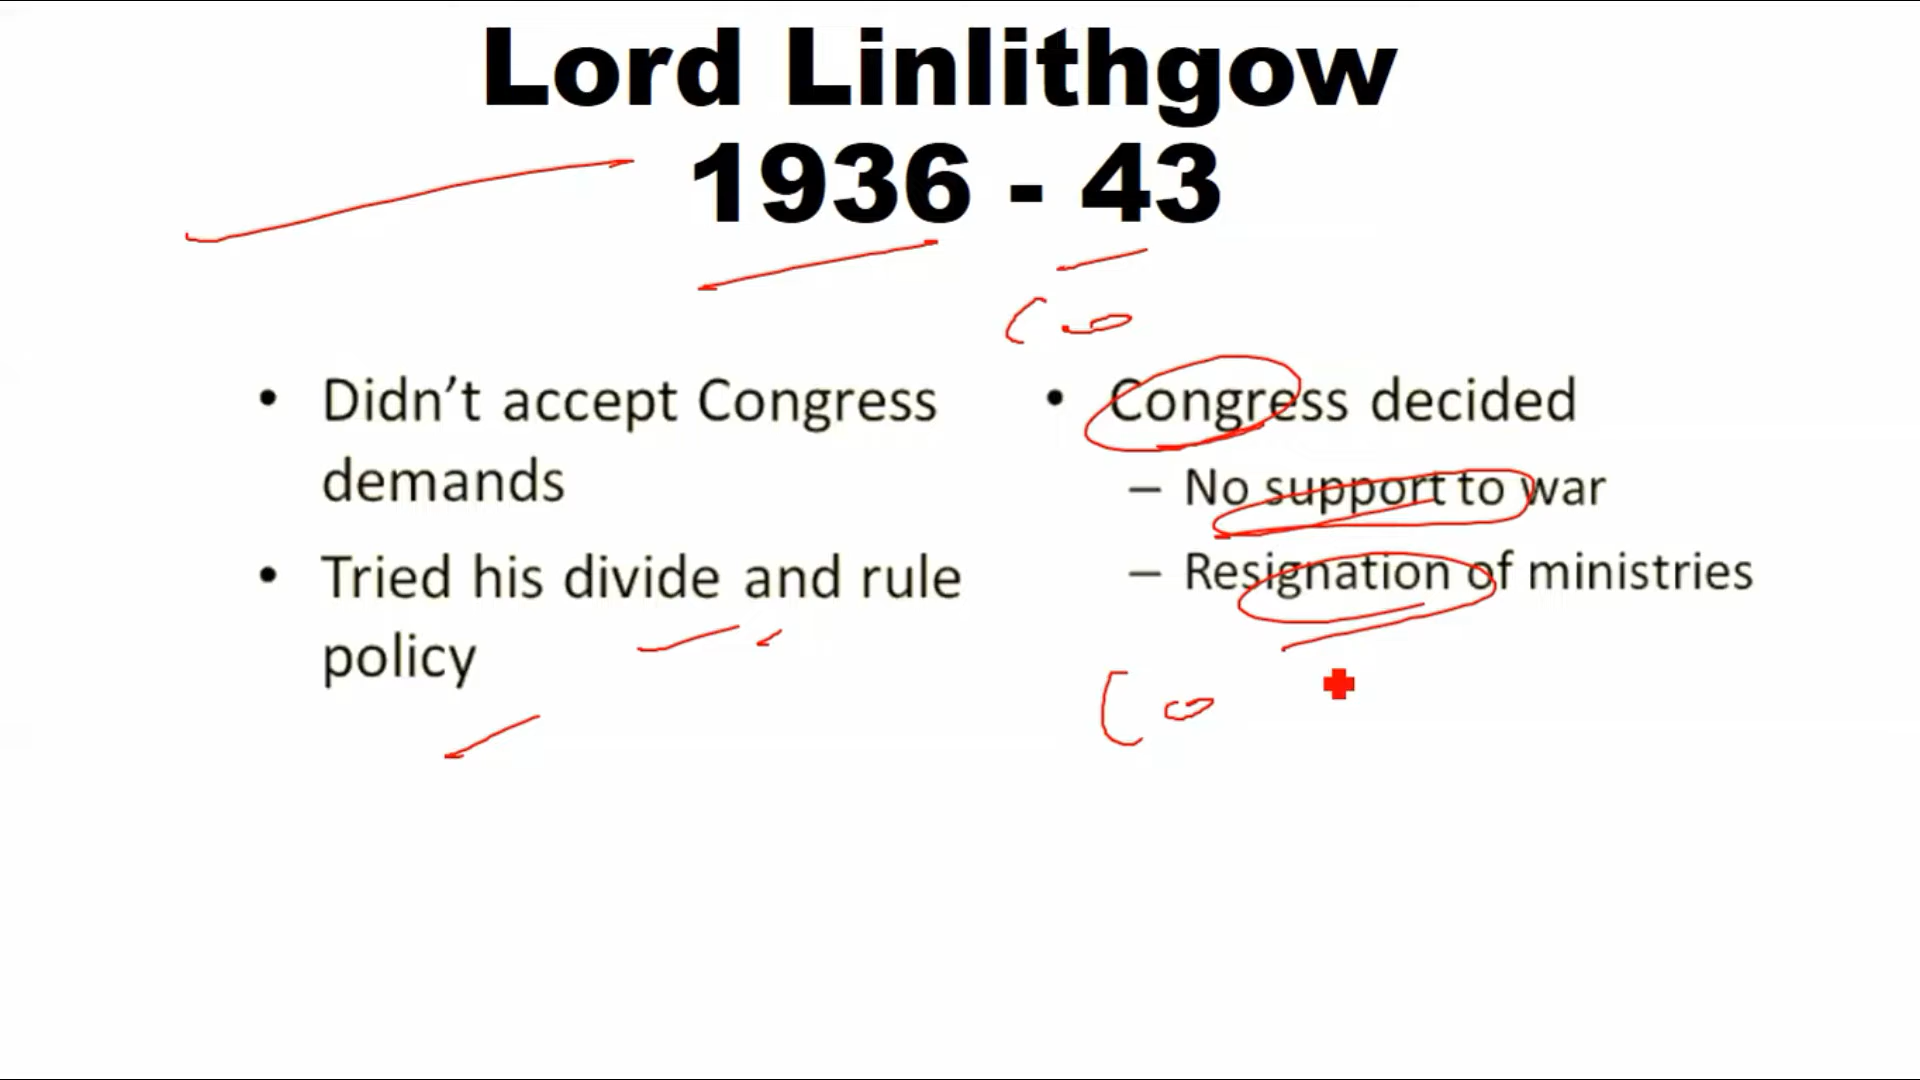 Lord Linlithgow
1936 - 43
• Didn’t accept Congress
demands
• Tried his divide and rule
policy
• Congress decided
– No support to war
– Resignation of ministries